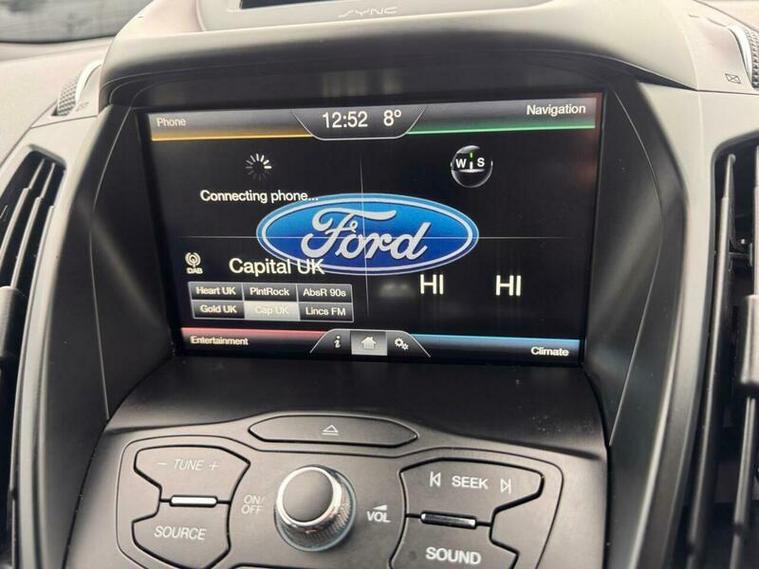 SYNC
Phone
12:52 8°
Navigation
W S
Connecting phone...
Ford
DAB
Capital UK
HI HI
Heart UK PlntRock AbsR 90s
Gold UK Cap UK Lincs FM
Entertainment
i
Climate
- TUNE +
SEEK
ON/
OFF
VOL
SOURCE
SOUND